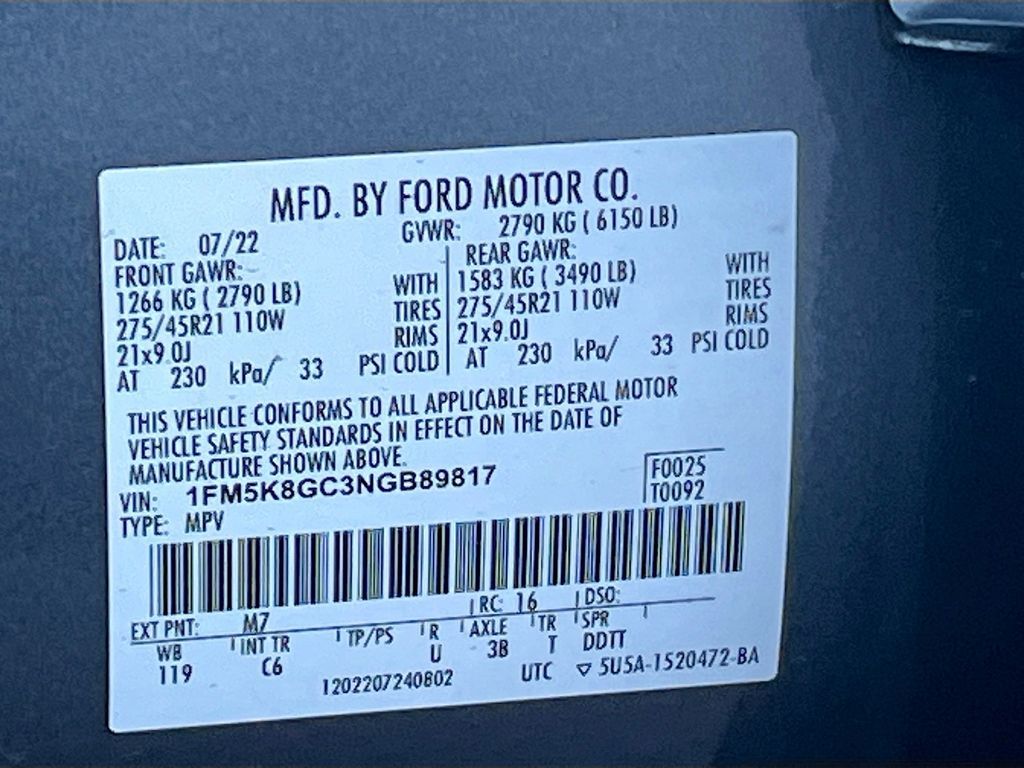 MFD. BY FORD MOTOR CO.
DATE: 07/22 GVWR: 2790 KG ( 6150 LB)
FRONT GAWR: REAR GAWR:
1266 KG ( 2790 LB) WITH 1583 KG ( 3490 LB) WITH
275/45R21 110W TIRES 275/45R21 110W TIRES
21x9.0J RIMS 21x9.0J RIMS
AT 230 kPa/ 33 PSI COLD AT 230 kPa/ 33 PSI COLD
THIS VEHICLE CONFORMS TO ALL APPLICABLE FEDERAL MOTOR
VEHICLE SAFETY STANDARDS IN EFFECT ON THE DATE OF
MANUFACTURE SHOWN ABOVE.
VIN: 1FM5K8GC3NGB89817 F0025
TYPE: MPV T0092
EXT PNT: M7 RC: 16 DSO:
WB INT TR TP/PS R AXLE TR SPR
119 C6 U 3B T DDTT
1202207240802 UTC ▽ 5U5A-1520472-BA